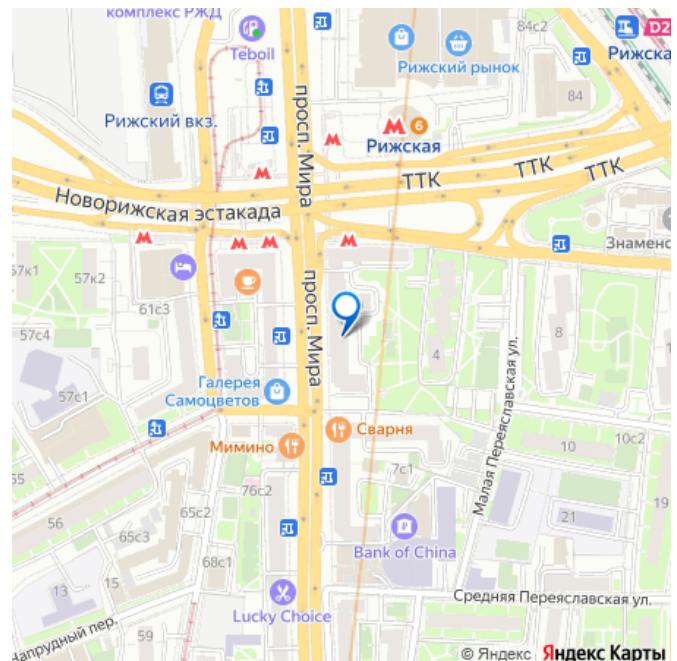 комплекс РЖД
Teboil
84с2
D2
Рижский рынок
Рижска
84
Рижский вкз.
просп. Мира
6
Рижская
ТТК
ТТК
ТТК
Новорижская эстакада
Знаменс
57к1
57к2
61с3
просп. Мира
57с4
4
8
Малая Переяславская ул.
57с1
Галерея
Самоцветов
Сварня
Мимино
10
10с2
7с1
76с2
65с2
19
56
21
65с3
Bank of China
68с1
13
15
Lucky Choice
Средняя Переяславская ул.
59
Напрудный пер.
© Яндекс Яндекс Карты